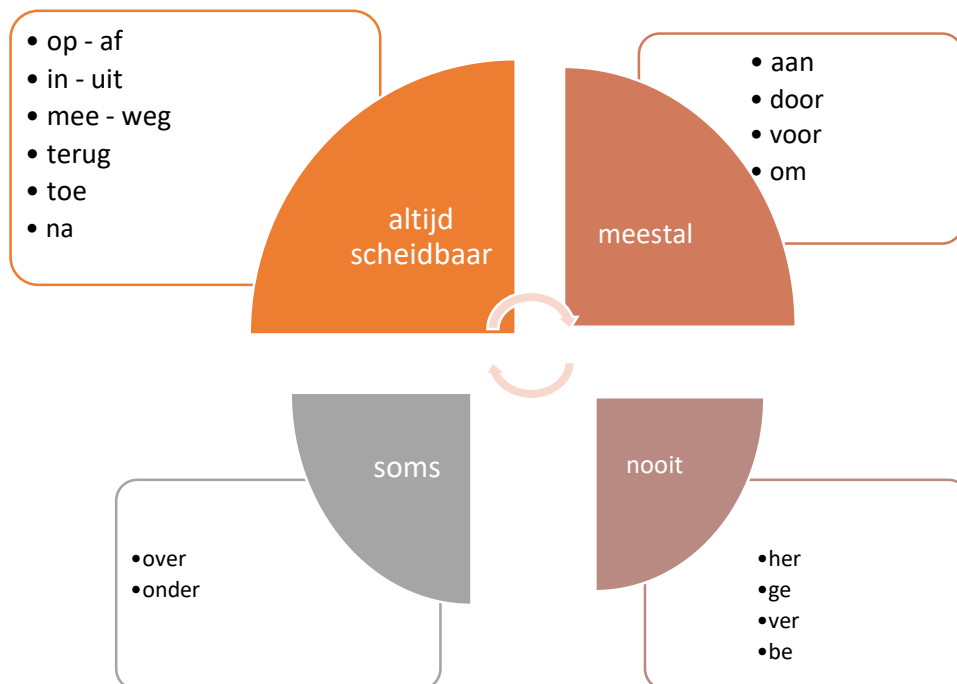 • op - af
• in - uit
• mee - weg
• terug
• toe
• na
altijd
scheidbaar
• aan
• door
• voor
• om
meestal
soms
•over
•onder
nooit
•her
•ge
•ver
•be